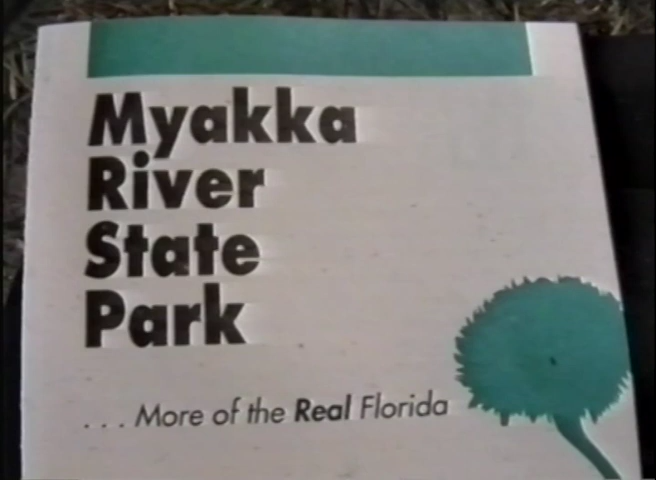 Myakka
River
State
Park
. . . More of the Real Florida